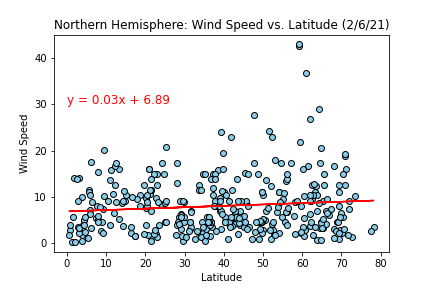 Northern Hemisphere: Wind Speed vs. Latitude (2/6/21)
40
y = 0.03x + 6.89
30
Wind Speed
20
10
0
0 10 20 30 40 50 60 70 80
Latitude